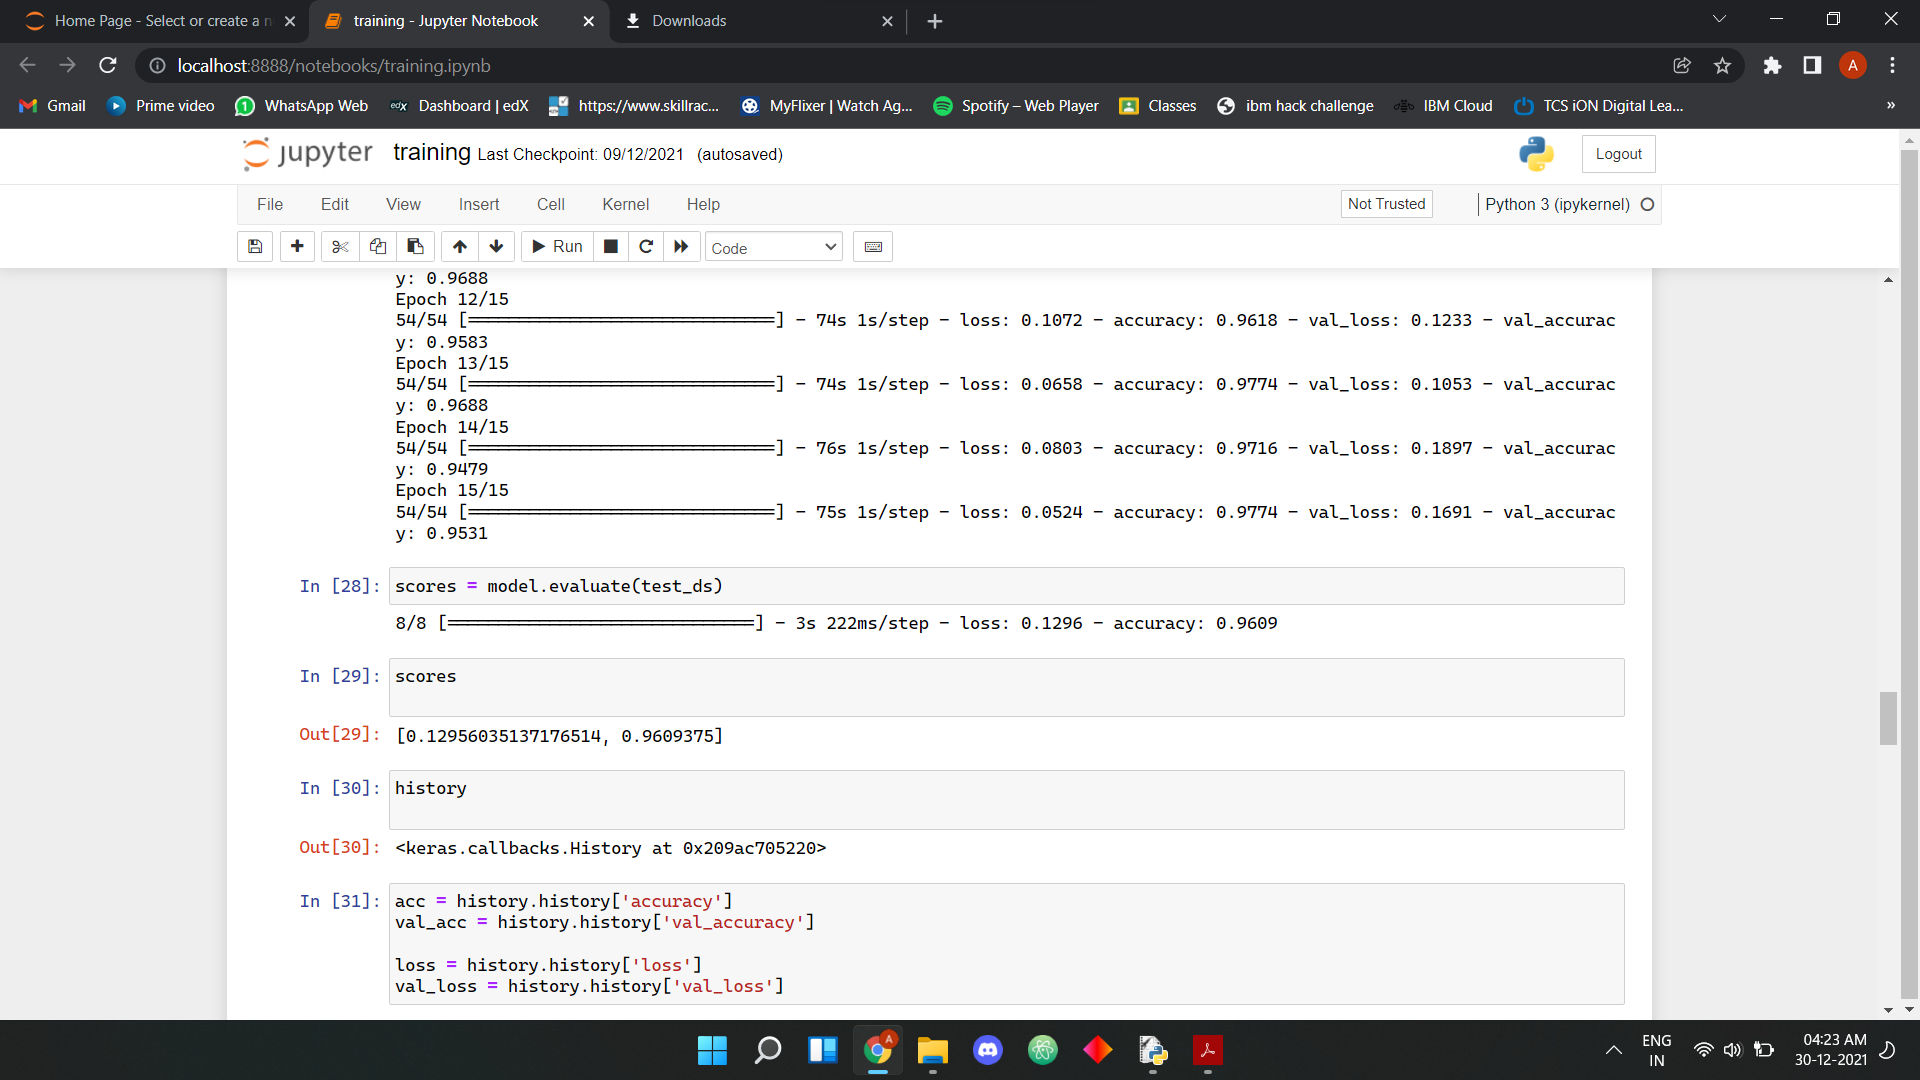 Home Page - Select or create a n
training - Jupyter Notebook
Downloads
localhost:8888/notebooks/training.ipynb
A
Gmail
Prime video
WhatsApp Web
edX Dashboard | edX
https://www.skillrac...
MyFlixer | Watch Ag...
Spotify – Web Player
Classes
ibm hack challenge
IBM Cloud
TCS iON Digital Lea...
»
jupyter training Last Checkpoint: 09/12/2021 (autosaved)
Logout
File Edit View Insert Cell Kernel Help
Not Trusted
Python 3 (ipykernel)
Run
Code
y: 0.9688
Epoch 12/15
54/54 [==============================] - 74s 1s/step - loss: 0.1072 - accuracy: 0.9618 - val_loss: 0.1233 - val_accurac
y: 0.9583
Epoch 13/15
54/54 [==============================] - 74s 1s/step - loss: 0.0658 - accuracy: 0.9774 - val_loss: 0.1053 - val_accurac
y: 0.9688
Epoch 14/15
54/54 [==============================] - 76s 1s/step - loss: 0.0803 - accuracy: 0.9716 - val_loss: 0.1897 - val_accurac
y: 0.9479
Epoch 15/15
54/54 [==============================] - 75s 1s/step - loss: 0.0524 - accuracy: 0.9774 - val_loss: 0.1691 - val_accurac
y: 0.9531
In [28]: scores = model.evaluate(test_ds)
8/8 [==============================] - 3s 222ms/step - loss: 0.1296 - accuracy: 0.9609
In [29]: scores
Out[29]: [0.12956035137176514, 0.9609375]
In [30]: history
Out[30]: <keras.callbacks.History at 0x209ac705220>
In [31]: acc = history.history['accuracy']
val_acc = history.history['val_accuracy']
loss = history.history['loss']
val_loss = history.history['val_loss']
A
ENG
IN
04:23 AM
30-12-2021